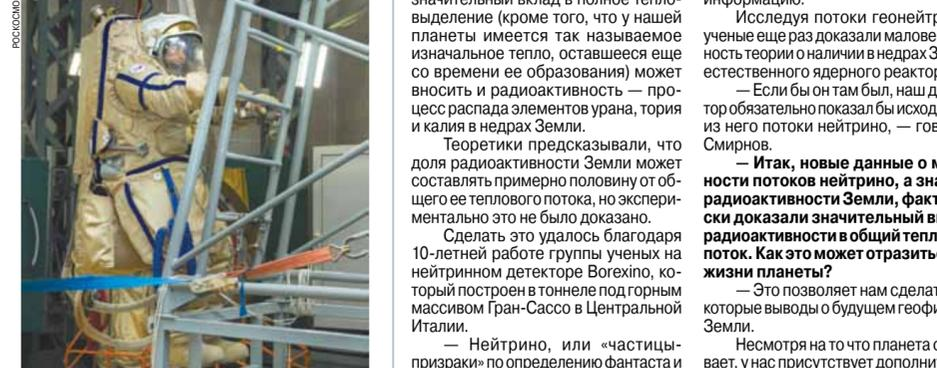 РОСКОСМО
значительный вклад в полное тепло-
выделение (кроме того, что у нашей
планеты имеется так называемое
изначальное тепло, оставшееся еще
со времени ее образования) может
вносить и радиоактивность — про-
цесс распада элементов урана, тория
и калия в недрах Земли.
Теоретики предсказывали, что
доля радиоактивности Земли может
составлять примерно половину от об-
щего ее теплового потока, но экспери-
ментально это не было доказано.
Сделать это удалось благодаря
10-летней работе группы ученых на
нейтринном детекторе Borexino, ко-
торый построен в тоннеле под горным
массивом Гран-Сассо в Центральной
Италии.
— Нейтрино, или «частицы-
призраки» по определению фантаста и
информацию.
Исследуя потоки геонейтр
ученые еще раз доказали малове
ность теории о наличии в недрах З
естественного ядерного реактор
— Если бы он там был, наш д
тор обязательно показал бы исход
из него потоки нейтрино, — гов
Смирнов.
— Итак, новые данные о м
ности потоков нейтрино, а зна
радиоактивности Земли, факт
ски доказали значительный в
радиоактивности в общий тепл
поток. Как это может отразить
жизни планеты?
— Это позволяет нам сделат
которые выводы о будущем геофи
Земли.
Несмотря на то что планета о
вает, у нас присутствует дополнит